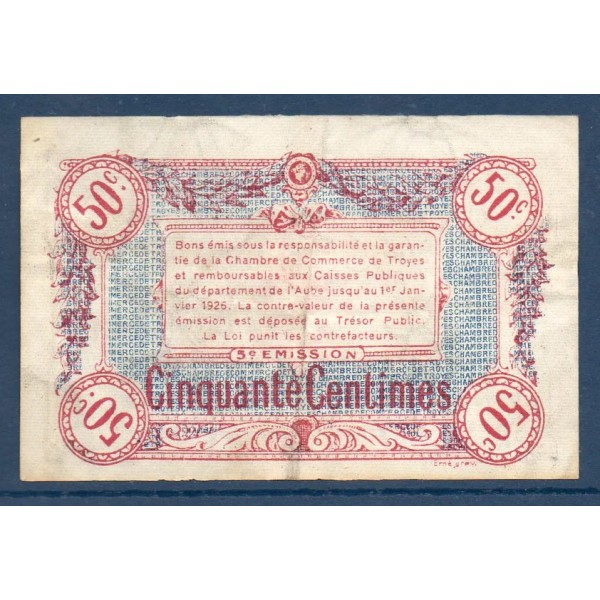 50c.
50c.
Bons émis sous la responsabilité et la garan-
tie de la Chambre de Commerce de Troyes
et remboursables aux Caisses Publiques
du département de l'Aube jusqu'au 1er Jan-
vier 1926. La contra-valeur de la présente
émission est déposée au Trésor Public.
La Loi punit les contrefacteurs.
5e EMISSION
Cinquante Centimes
50c.
50c